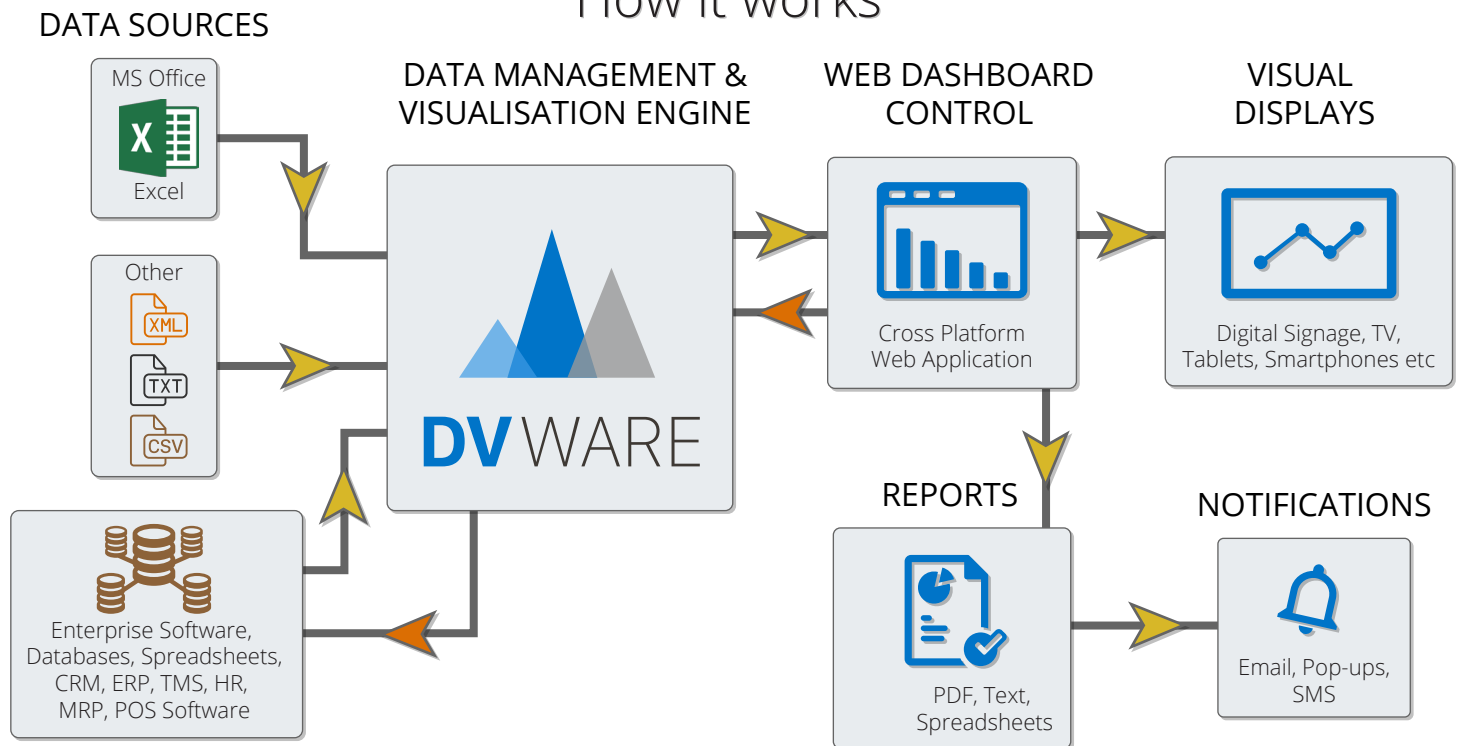 How it works
DATA SOURCES
MS Office
X
Excel
Other
XML
TXT
CSV
Enterprise Software,
Databases, Spreadsheets,
CRM, ERP, TMS, HR,
MRP, POS Software
DATA MANAGEMENT &
VISUALISATION ENGINE
DVWARE
WEB DASHBOARD
CONTROL
Cross Platform
Web Application
VISUAL
DISPLAYS
Digital Signage, TV,
Tablets, Smartphones etc
REPORTS
PDF, Text,
Spreadsheets
NOTIFICATIONS
Email, Pop-ups,
SMS